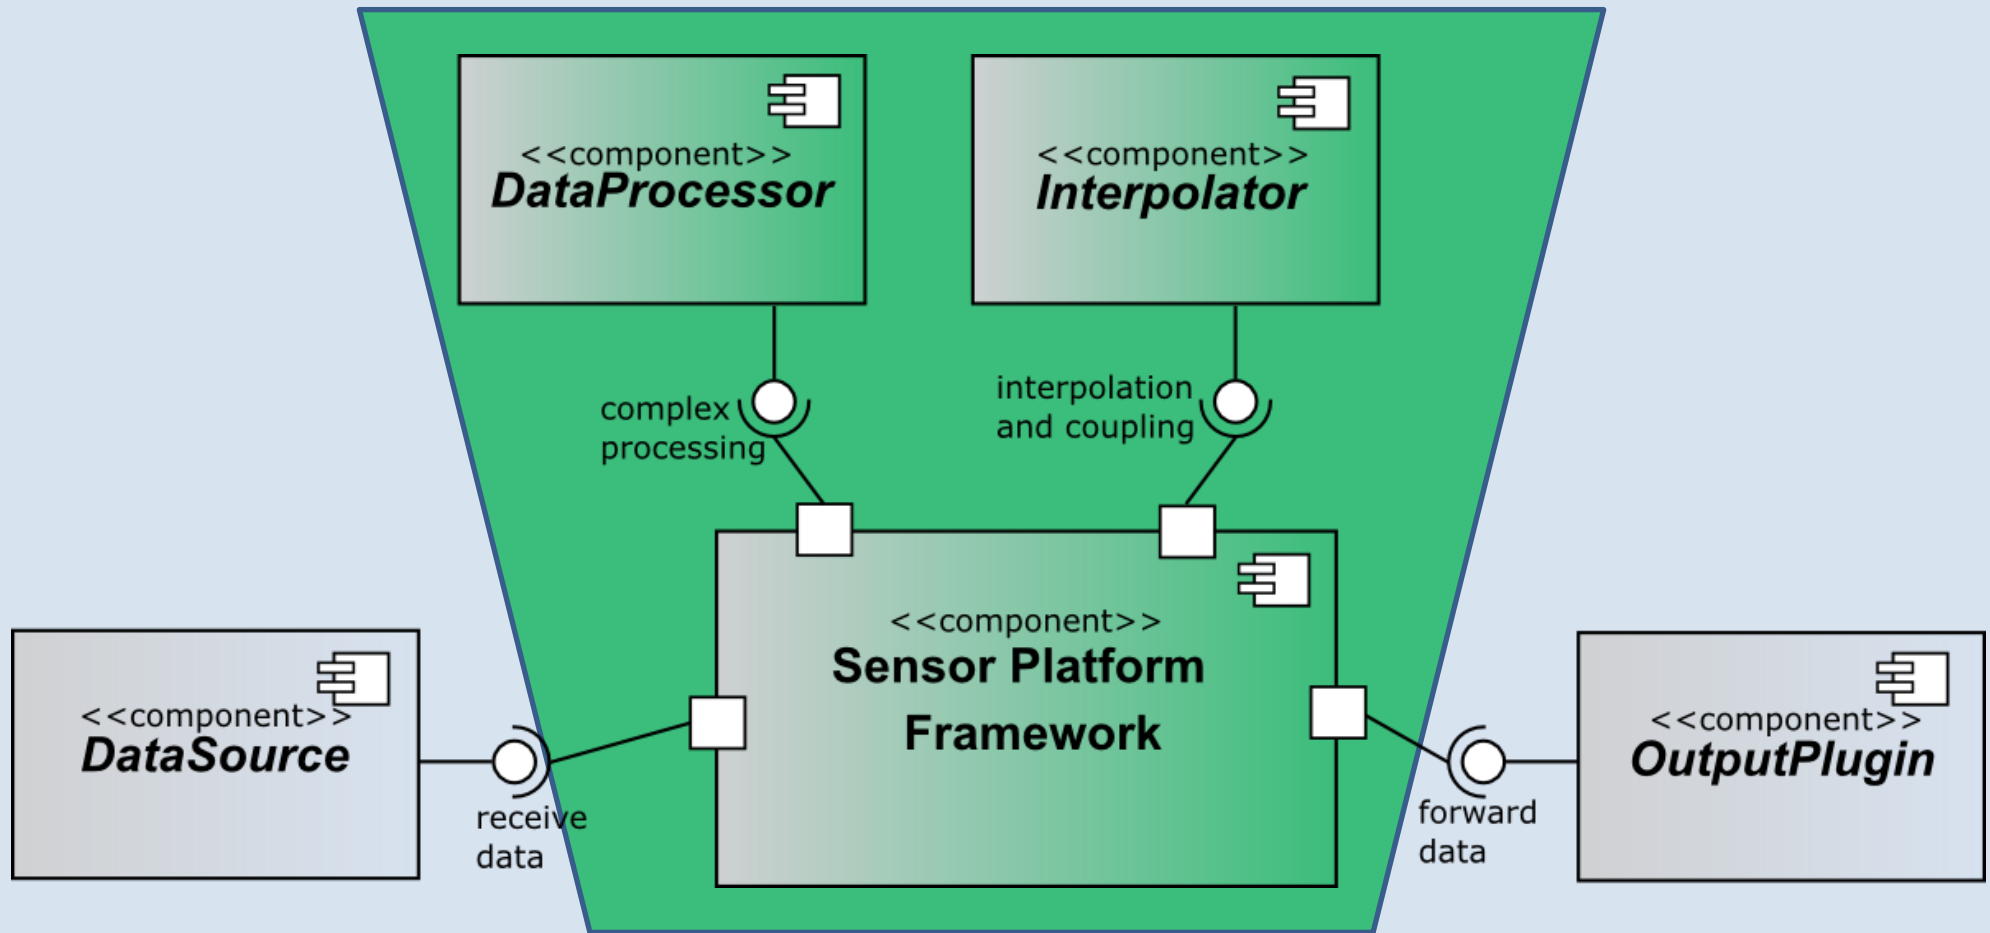 <<component>>
DataProcessor
<<component>>
Interpolator
complex
processing
interpolation
and coupling
<<component>>
Sensor Platform
Framework
<<component>>
DataSource
receive
data
<<component>>
OutputPlugin
forward
data